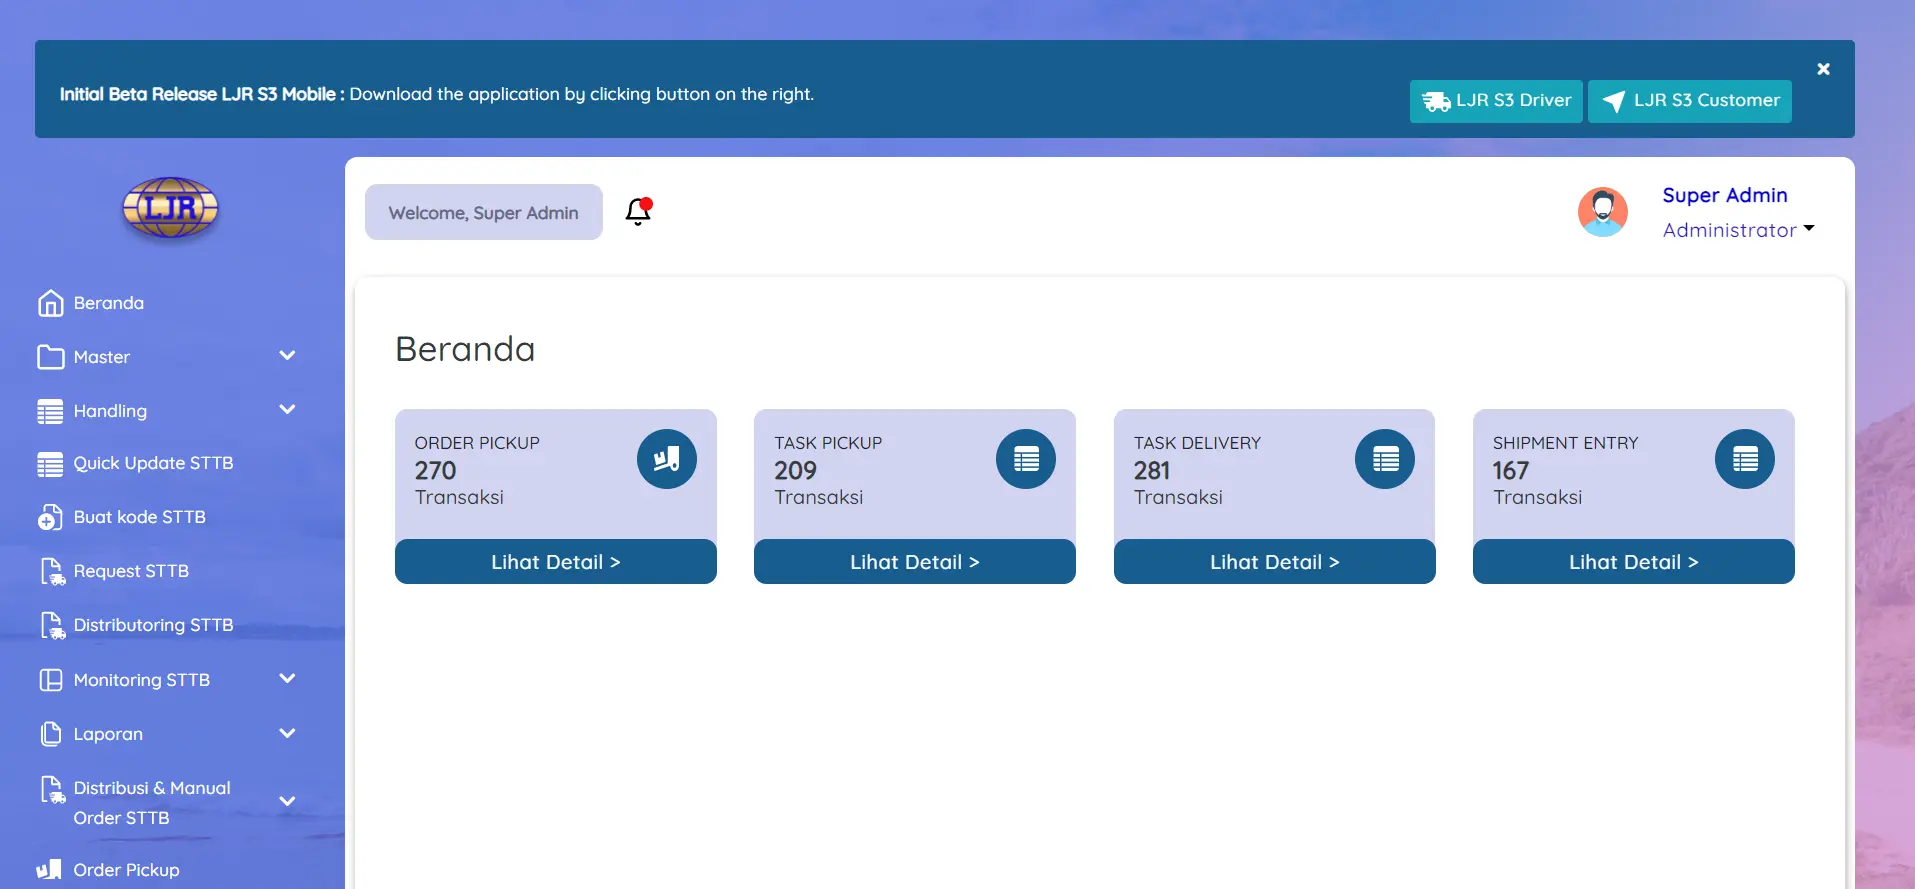 Initial Beta Release LJR S3 Mobile : Download the application by clicking button on the right.
LJR S3 Driver
LJR S3 Customer
LJR
Welcome, Super Admin
Super Admin
Administrator
Beranda
Master
Handling
Quick Update STTB
Buat kode STTB
Request STTB
Distributoring STTB
Monitoring STTB
Laporan
Distribusi & Manual
Order STTB
Order Pickup
Beranda
ORDER PICKUP
270
Transaksi
Lihat Detail >
TASK PICKUP
209
Transaksi
Lihat Detail >
TASK DELIVERY
281
Transaksi
Lihat Detail >
SHIPMENT ENTRY
167
Transaksi
Lihat Detail >